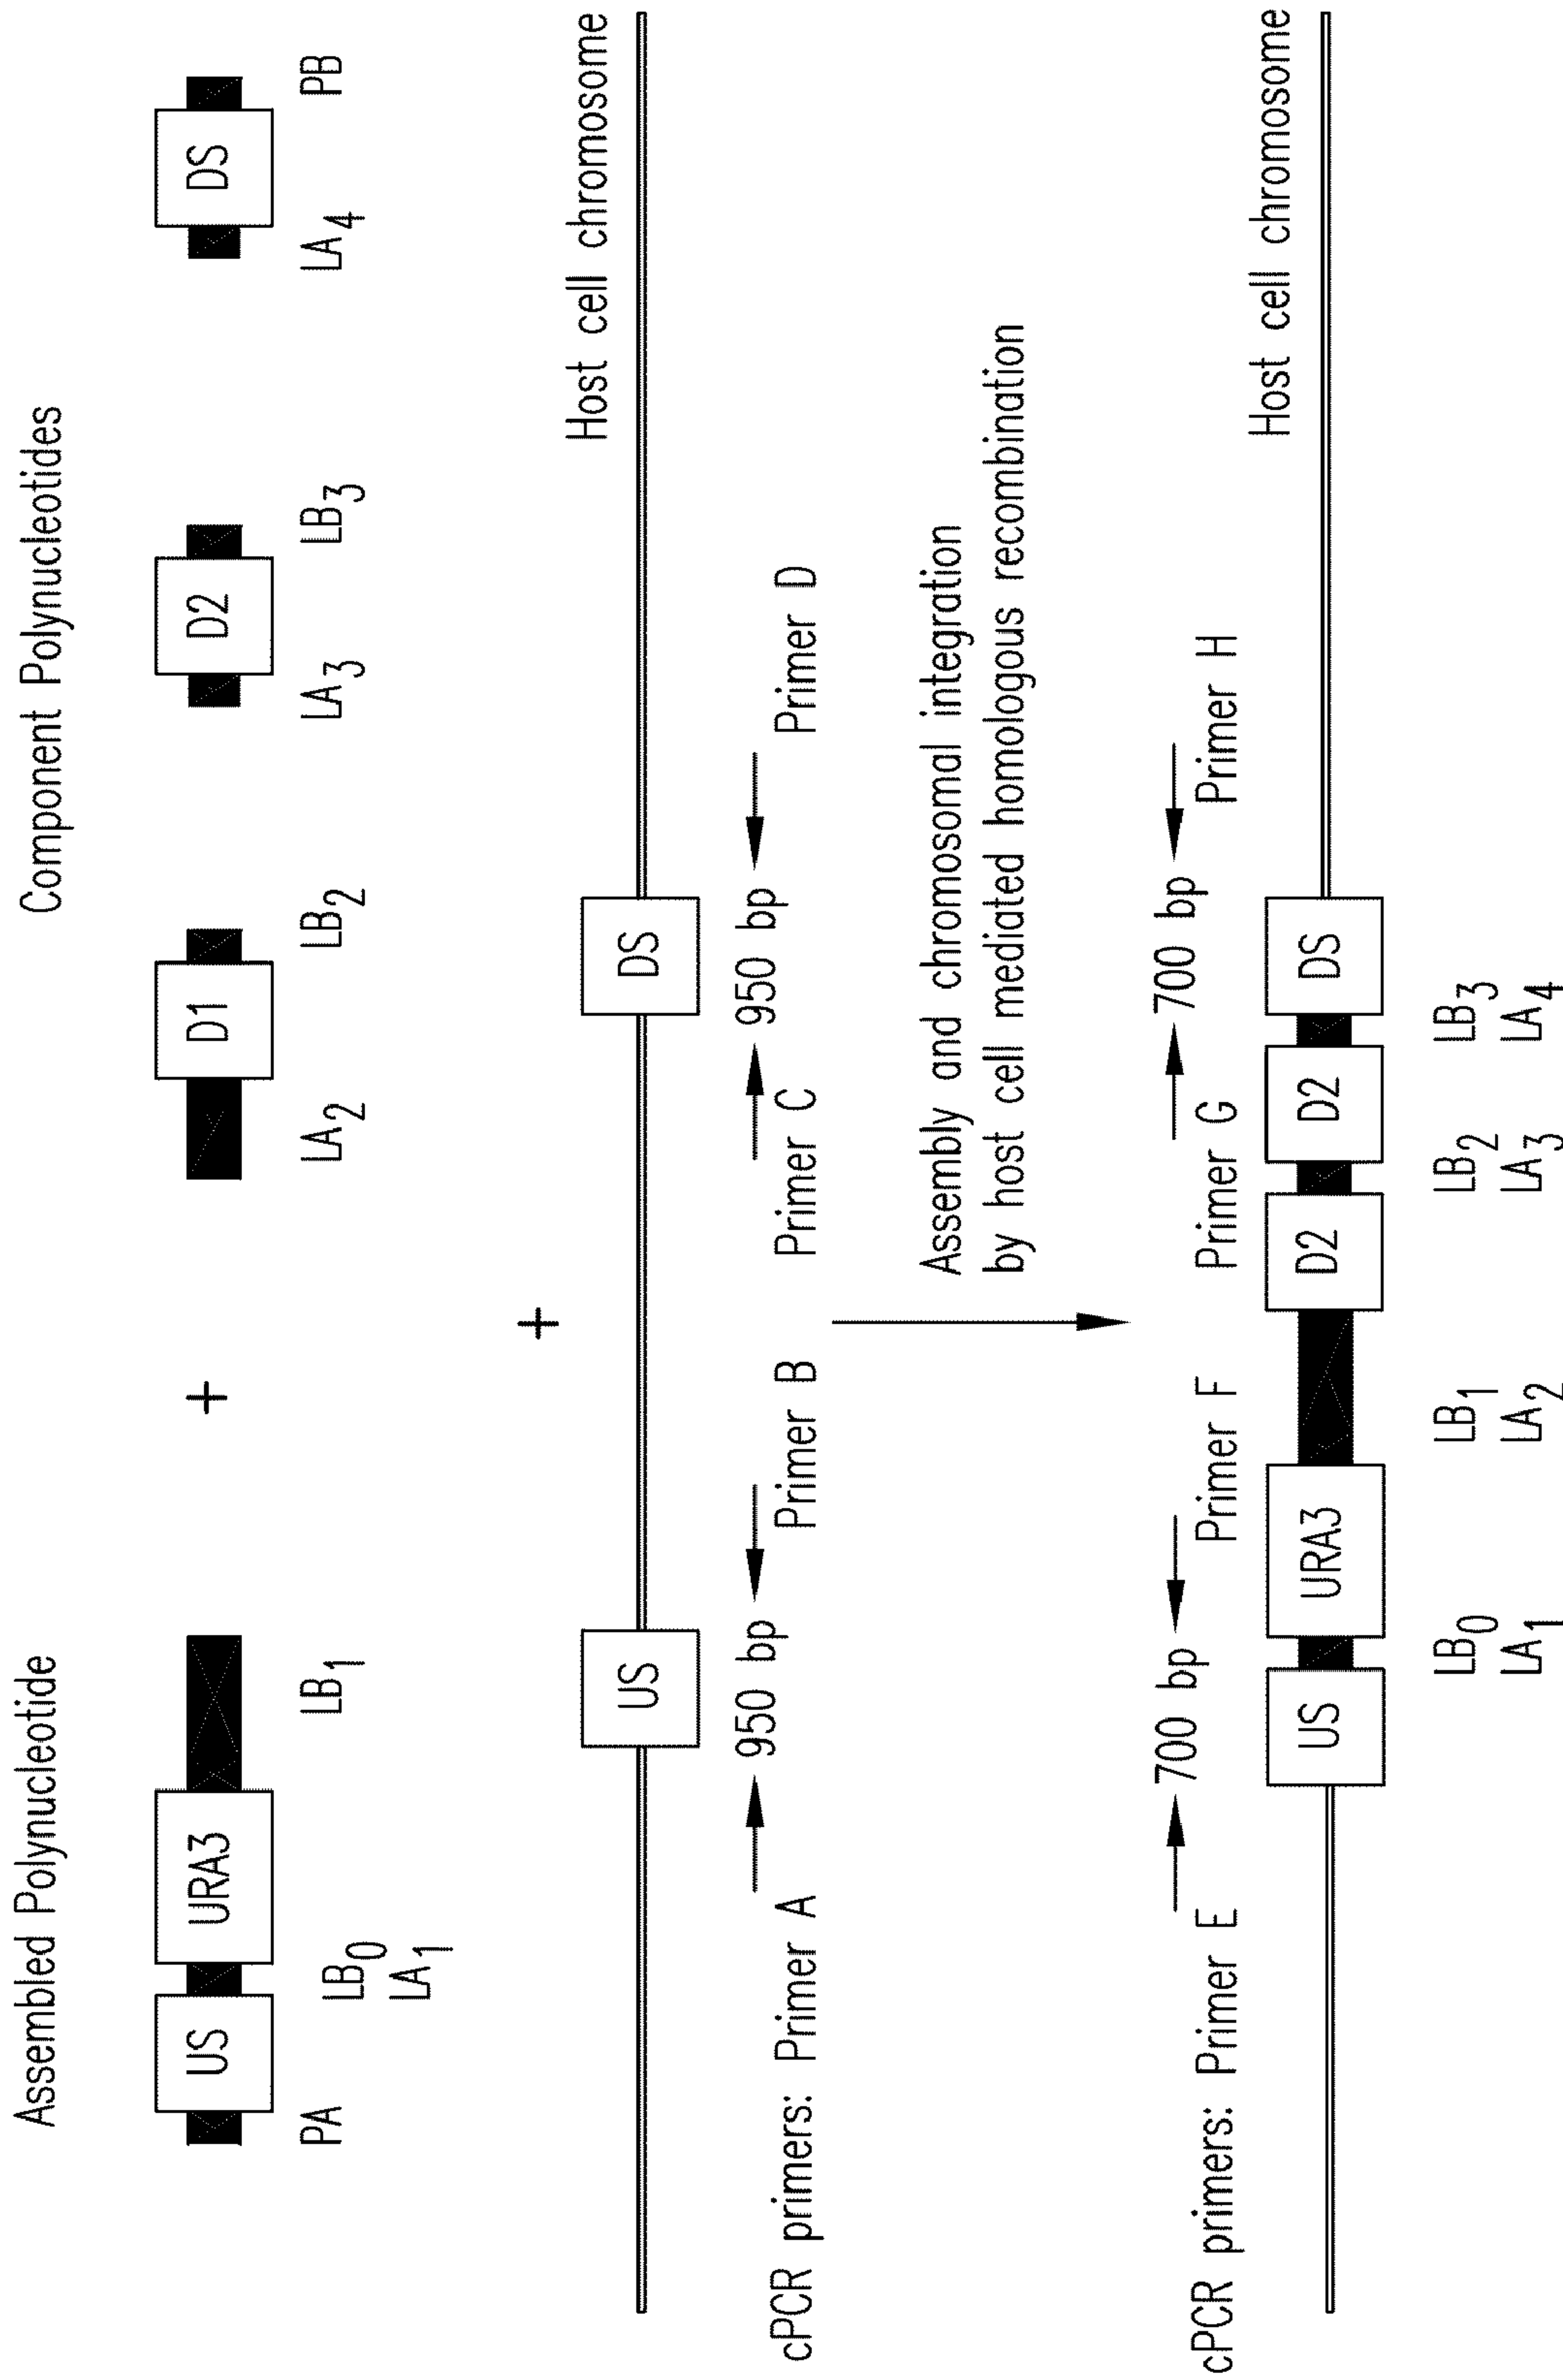 Assembled Polynucleotide
Component Polynucleotides
US URA3 + D1 D2 DS
PA LB0 LB1 LA2 LB2 LA3 LB3 LA4 PB
LA1
+
Host cell chromosome
US DS
950 bp 950 bp
cPCR primers: Primer A Primer B Primer C Primer D
Assembly and chromosomal integration
by host cell mediated homologous recombination
700 bp 700 bp
cPCR primers: Primer E Primer F Primer G Primer H
Host cell chromosome
US URA3 D2 D2 DS
LB0 LB1 LB2 LB3
LA1 LA2 LA3 LA4